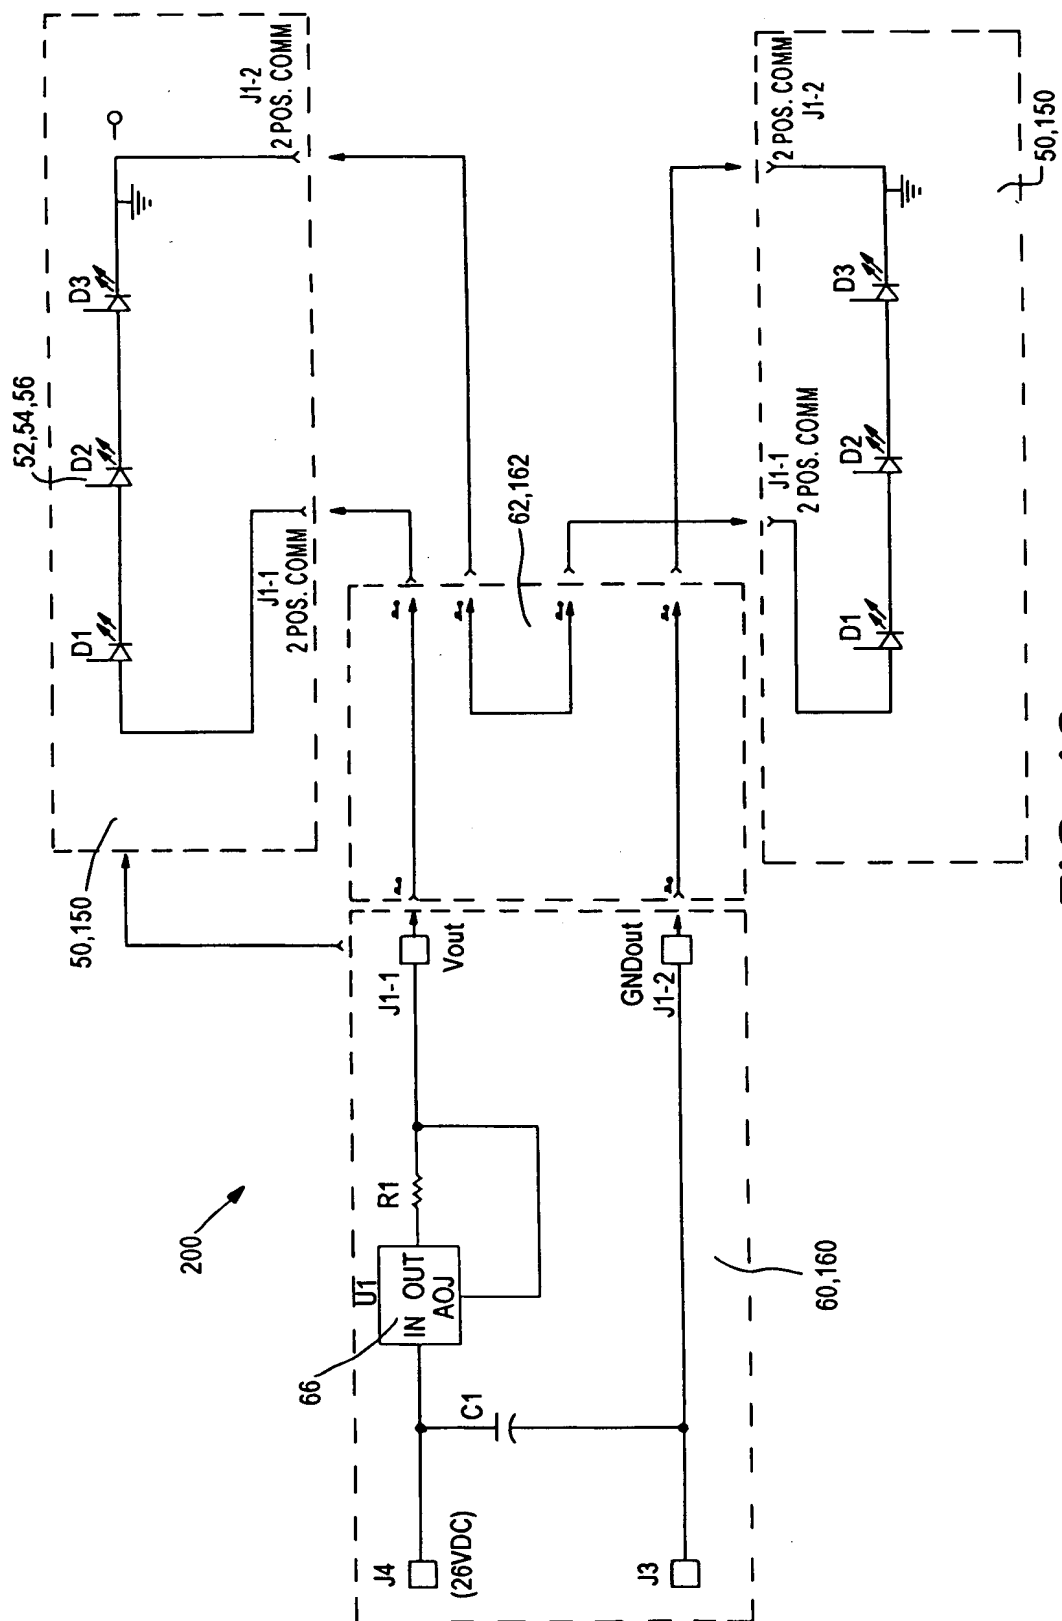 50,150
52,54,56
D1
D2
D3
J1-1
2 POS. COMM
J1-2
2 POS. COMM
200
66
U1
IN OUT
AOJ
R1
J1-1
Vout
62,162
J4
(26VDC)
C1
J3
GNDout
J1-2
60,160
J1-1
2 POS. COMM
2 POS. COMM
J1-2
D1
D2
D3
50,150